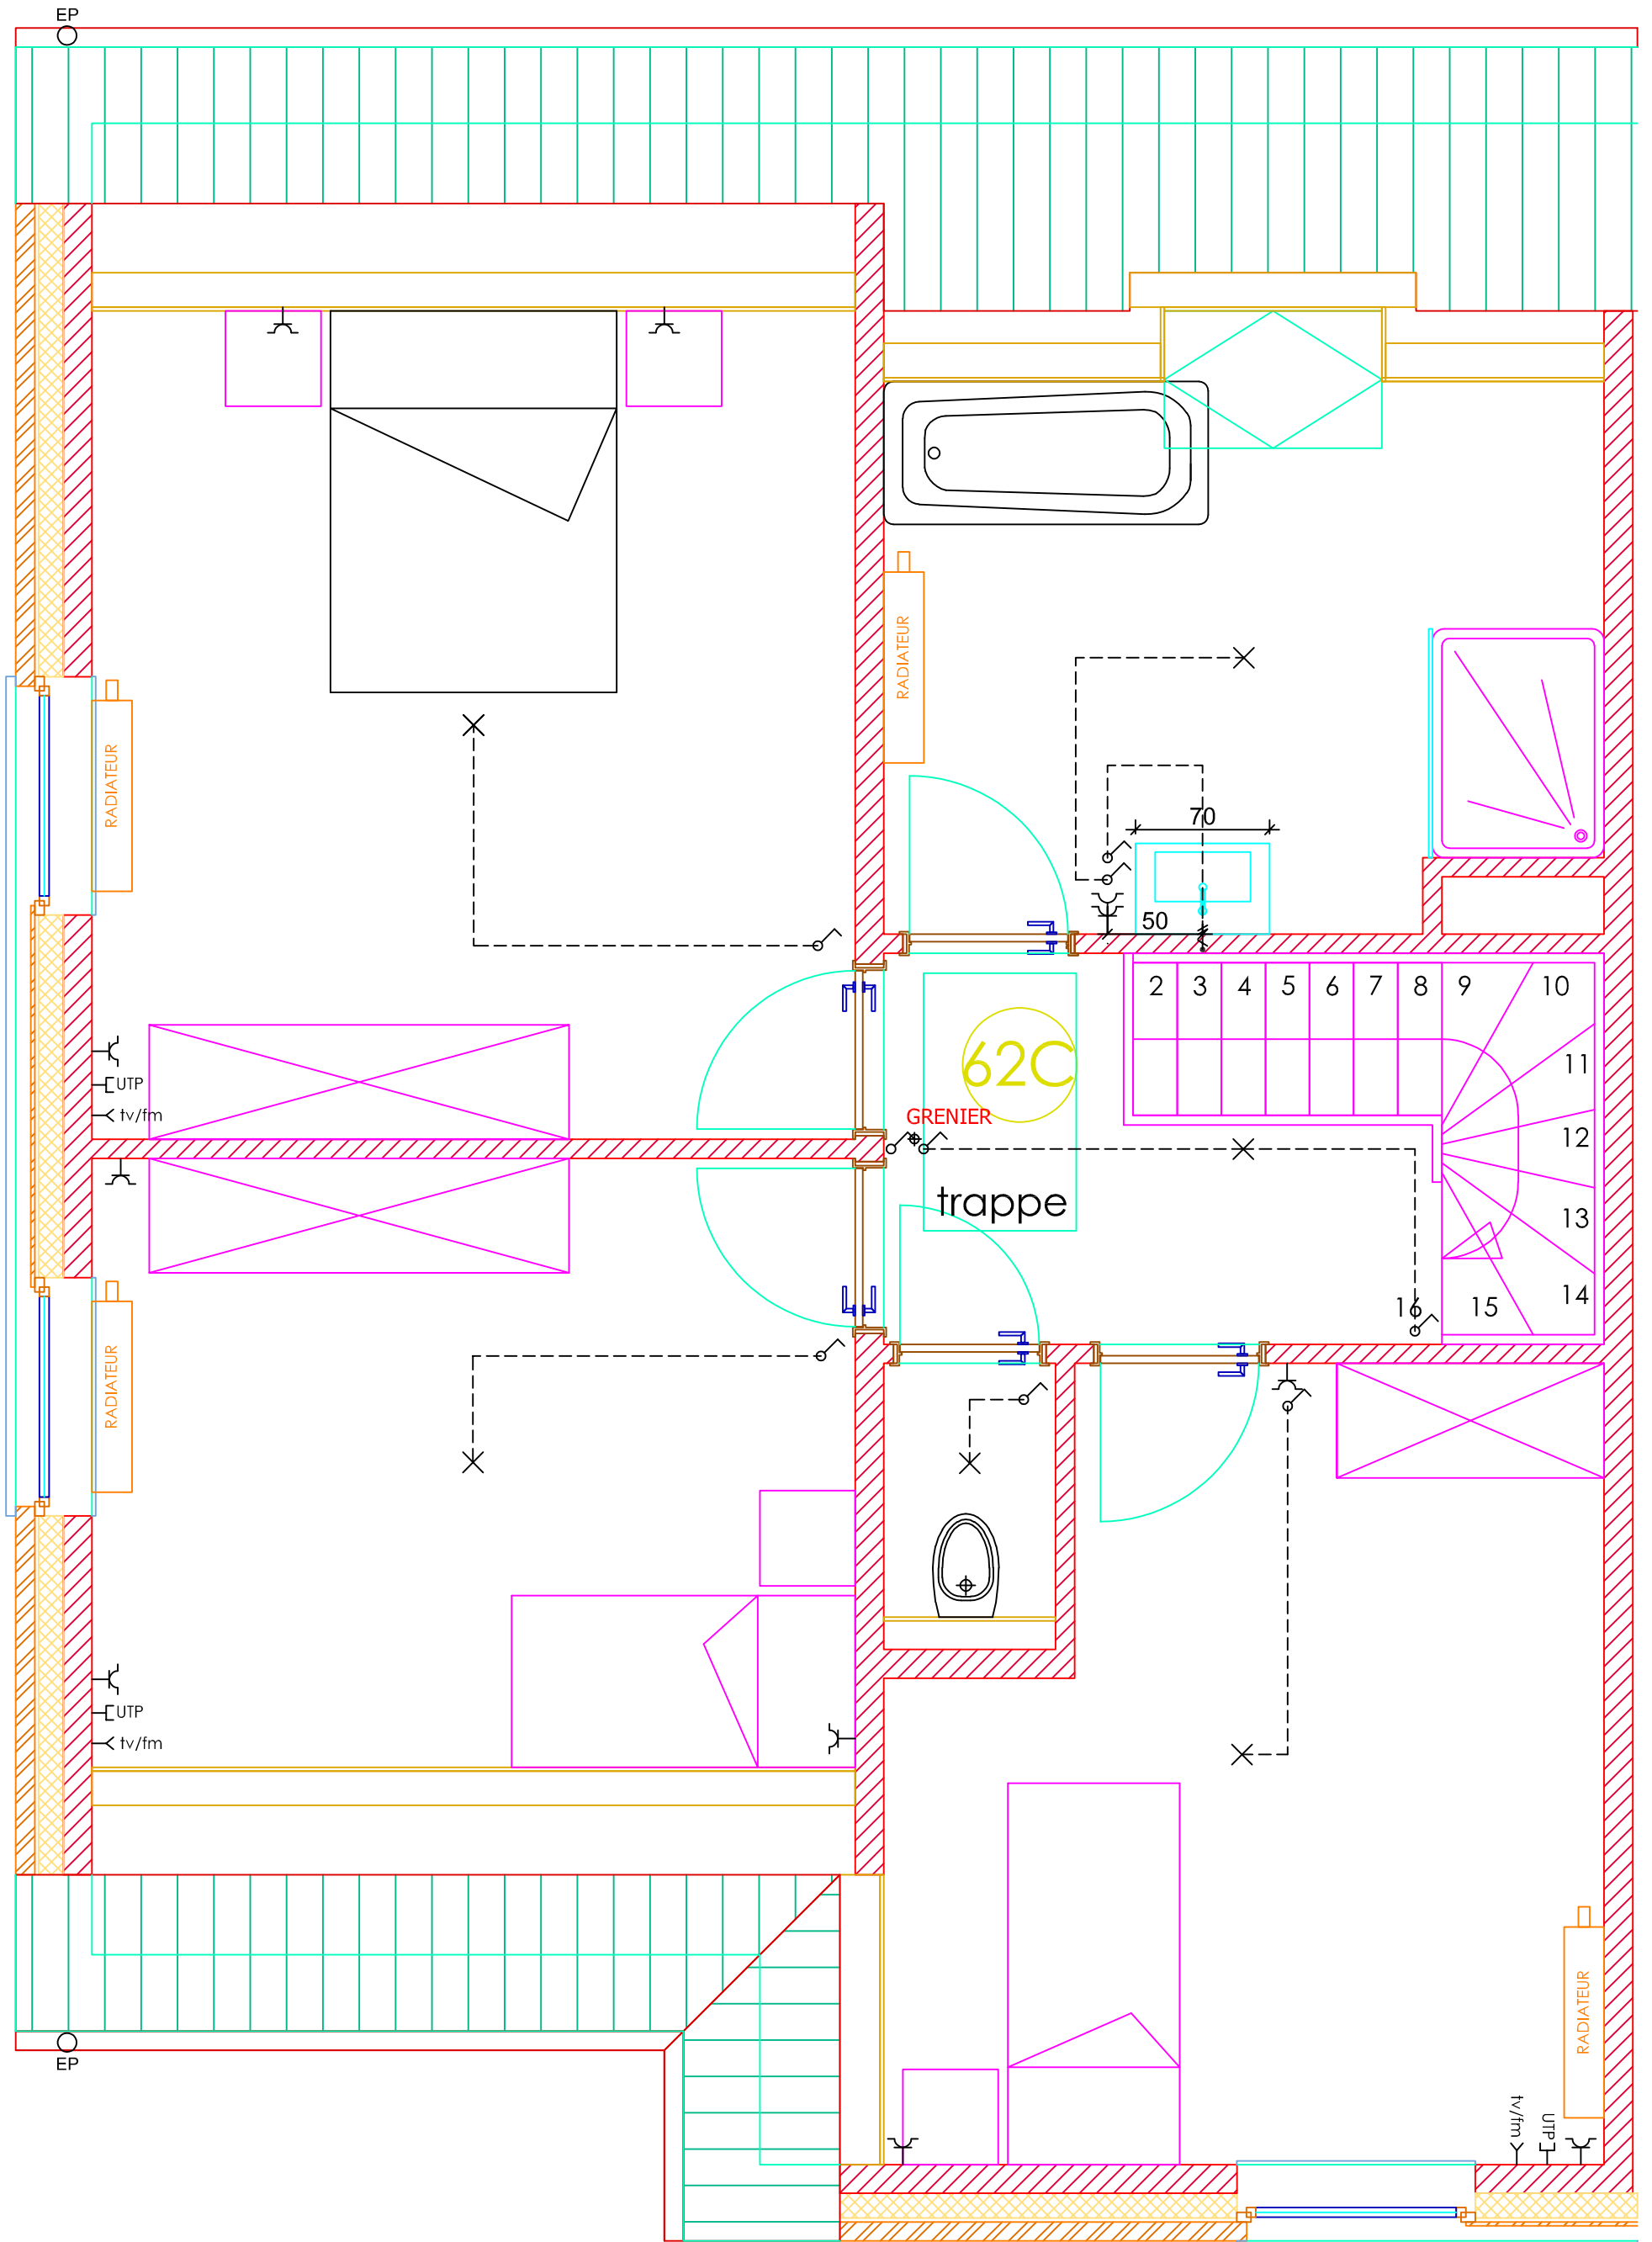 EP
RADIATEUR
RADIATEUR
70
50
2 3 4 5 6 7 8 9 10
11
12
13
14
15
16
62C
GRENIER
trappe
UTP
tv/fm
RADIATEUR
UTP
tv/fm
RADIATEUR
tv/fm
UTP
EP